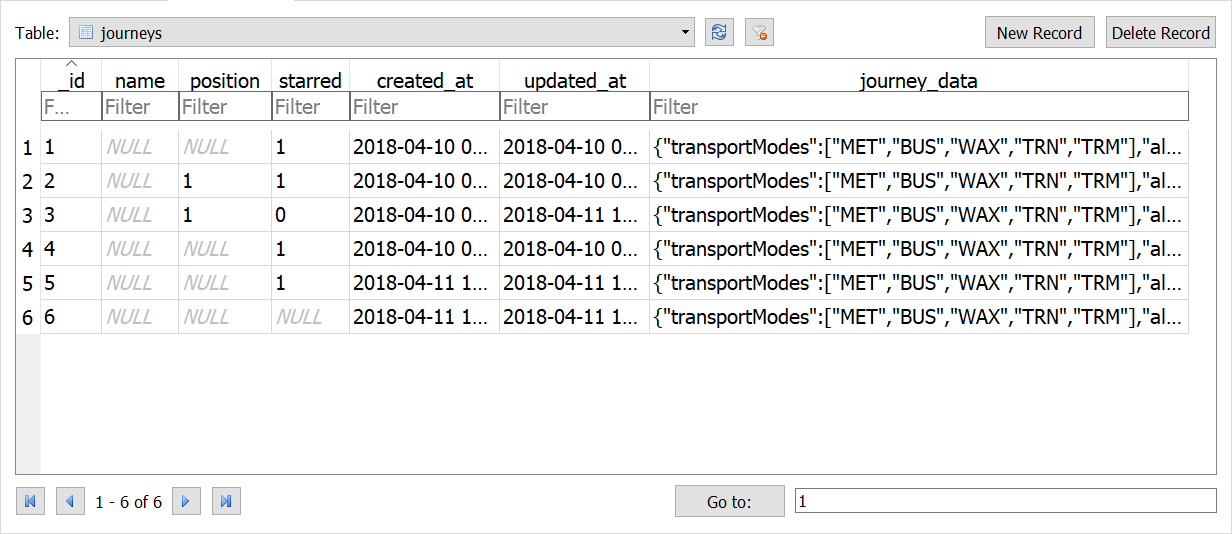 Table: journeys New Record Delete Record
_id name position starred created_at updated_at journey_data
F... Filter Filter Filter Filter Filter Filter
1 1 NULL NULL 1 2018-04-10 0... 2018-04-10 0... {"transportModes":["MET","BUS","WAX","TRN","TRM"],"al...
2 2 NULL 1 1 2018-04-10 0... 2018-04-10 0... {"transportModes":["MET","BUS","WAX","TRN","TRM"],"al...
3 3 NULL 1 0 2018-04-10 0... 2018-04-11 1... {"transportModes":["MET","BUS","WAX","TRN","TRM"],"al...
4 4 NULL NULL 1 2018-04-10 0... 2018-04-10 0... {"transportModes":["MET","BUS","WAX","TRN","TRM"],"al...
5 5 NULL NULL 1 2018-04-11 1... 2018-04-11 1... {"transportModes":["MET","BUS","WAX","TRN","TRM"],"al...
6 6 NULL NULL NULL 2018-04-11 1... 2018-04-11 1... {"transportModes":["MET","BUS","WAX","TRN","TRM"],"al...
1 - 6 of 6 Go to: 1